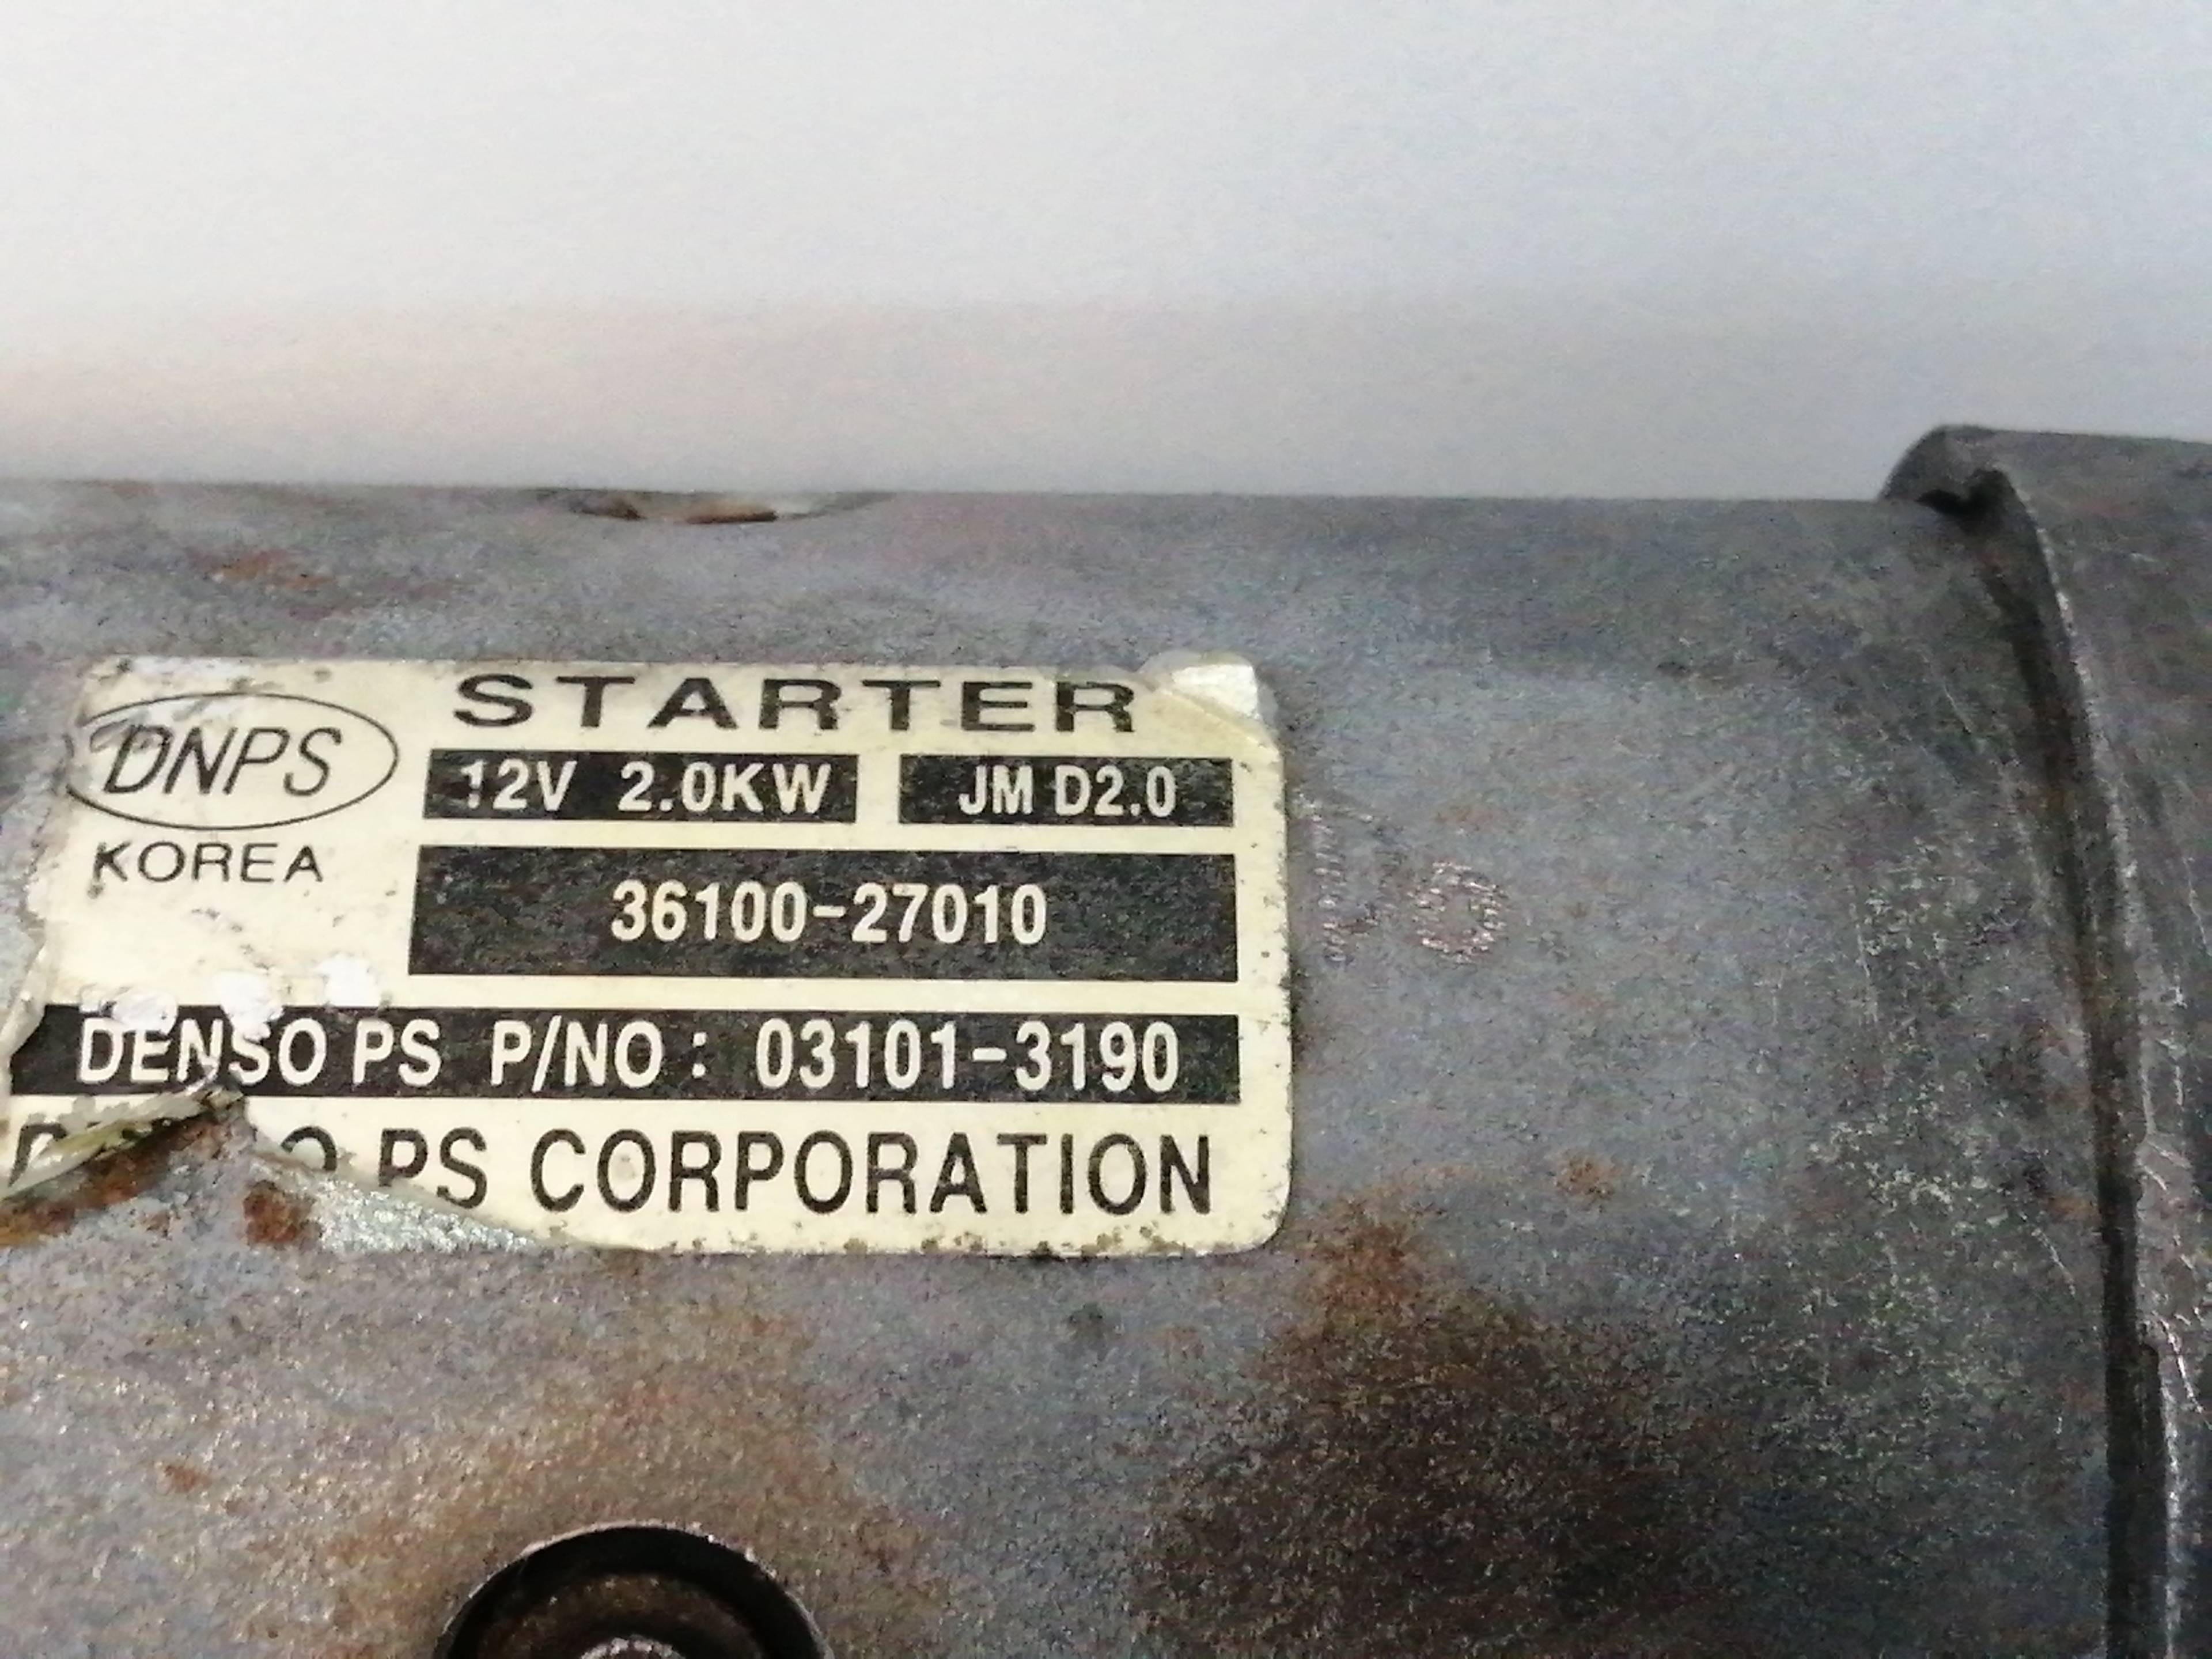 STARTER
DNPS
12V 2.0KW JM D2.0
KOREA
36100-27010
DENSO PS P/NO: 03101-3190
PS CORPORATION